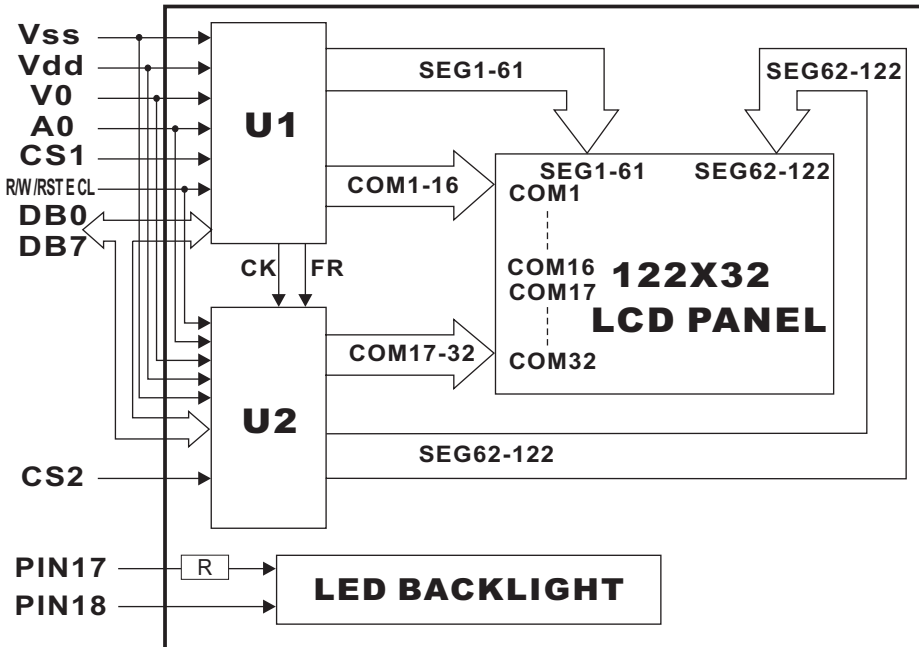 Vss
Vdd
V0
A0
CS1
R/W/RST E CL
DB0
DB7
CS2
PIN17
PIN18
U1
CK
FR
U2
R
SEG1-61
SEG62-122
COM1-16
COM17-32
SEG62-122
SEG1-61
SEG62-122
COM1
COM16
COM17
COM32
122X32
LCD PANEL
LED BACKLIGHT